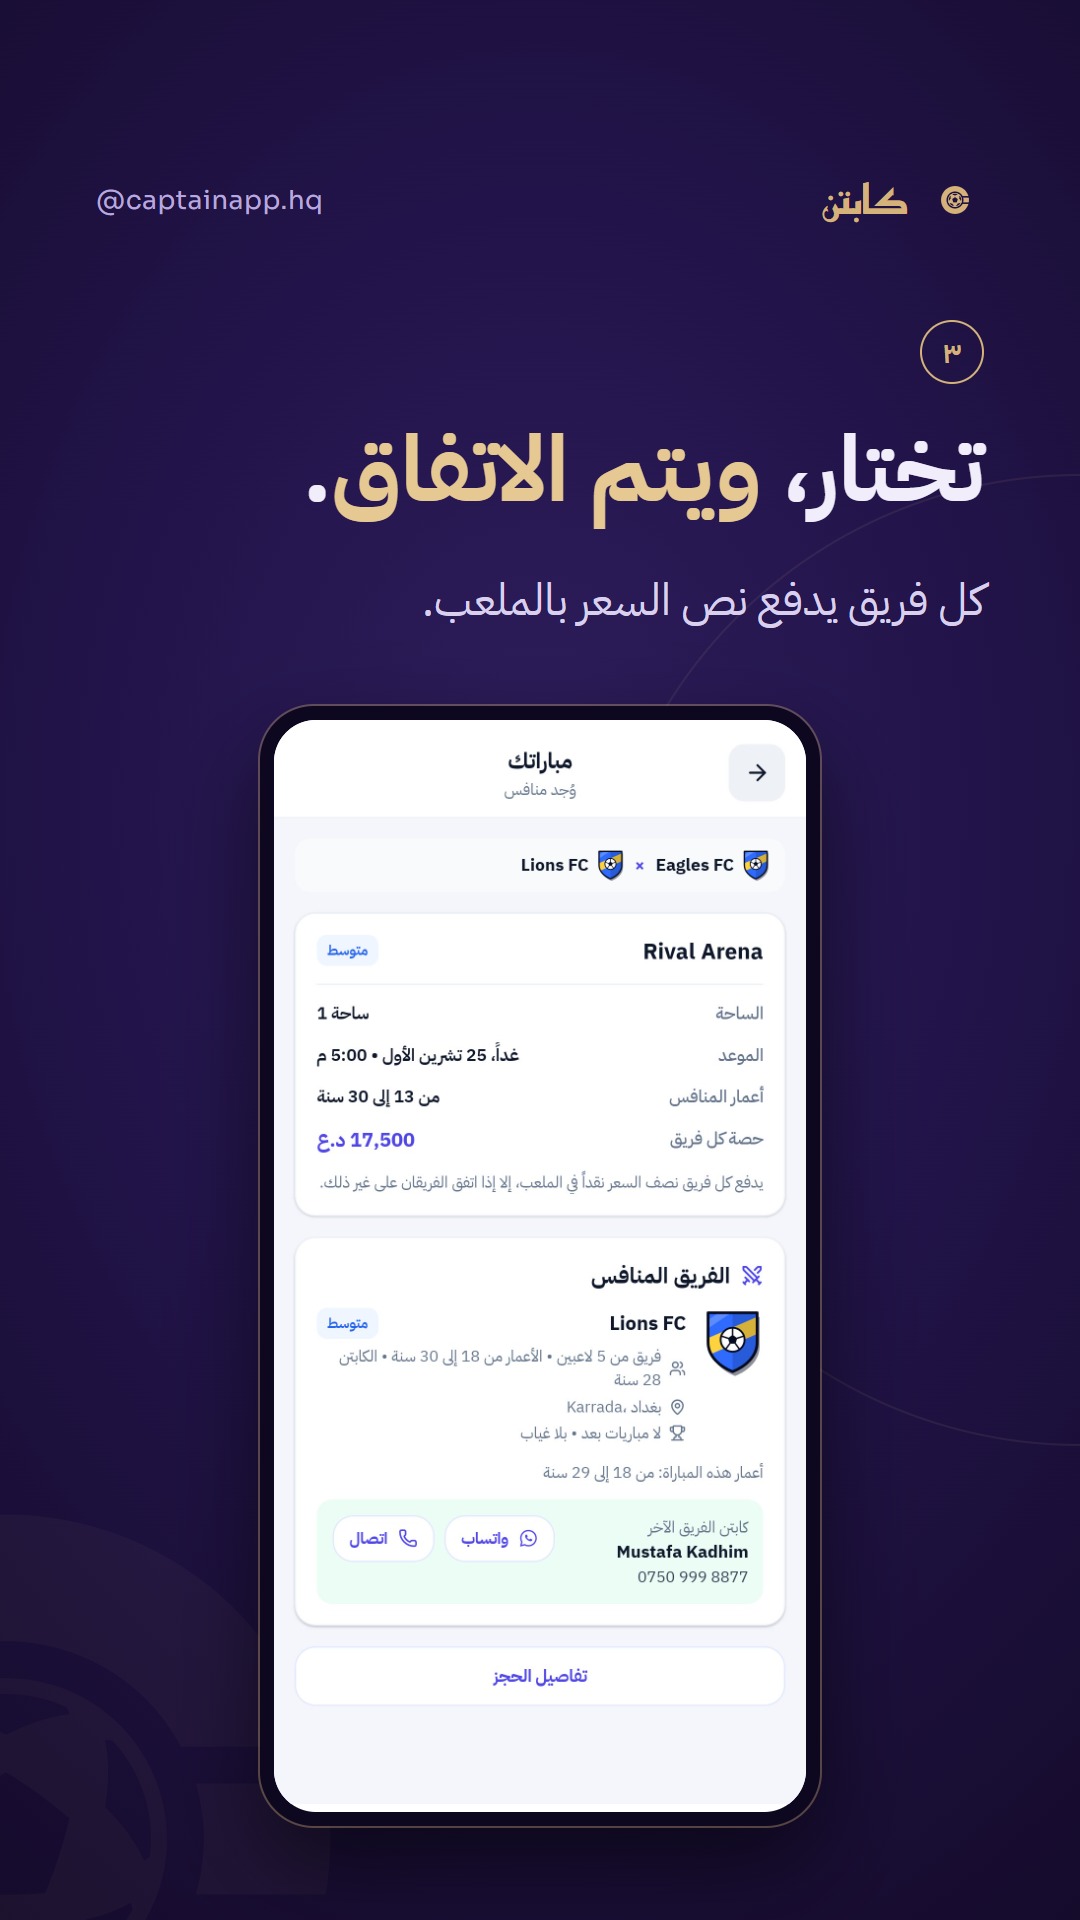 كابتن
@captainapp.hq
٣
تختار، ويتم الاتفاق.
كل فريق يدفع نص السعر بالملعب.
مباراتك
وُجد منافس
Eagles FC × Lions FC
Rival Arena
متوسط
الساحة
ساحة 1
الموعد
غداً، 25 تشرين الأول • 5:00 م
أعمار المنافس
من 13 إلى 30 سنة
حصة كل فريق
17,500 د.ع
يدفع كل فريق نصف السعر نقداً في الملعب، إلا إذا اتفق الفريقان على غير ذلك.
الفريق المنافس
Lions FC
متوسط
فريق من 5 لاعبين • الأعمار من 18 إلى 30 سنة • الكابتن
28 سنة
بغداد، Karrada
لا مباريات بعد • بلا غياب
أعمار هذه المباراة: من 18 إلى 29 سنة
كابتن الفريق الآخر
Mustafa Kadhim
0750 999 8877
واتساب
اتصال
تفاصيل الحجز